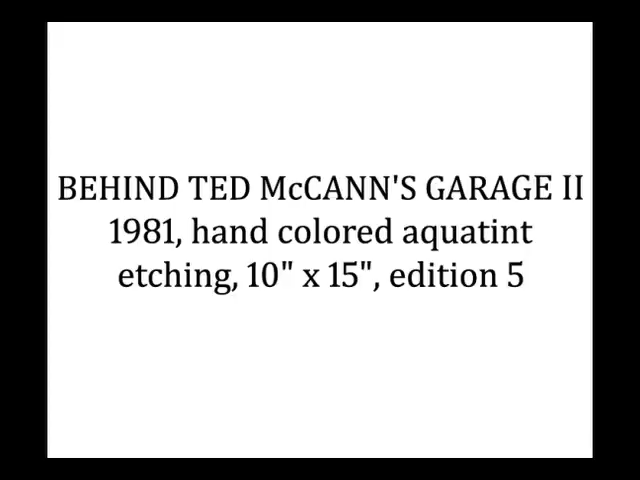 BEHIND TED McCANN'S GARAGE II
1981, hand colored aquatint
etching, 10" x 15", edition 5